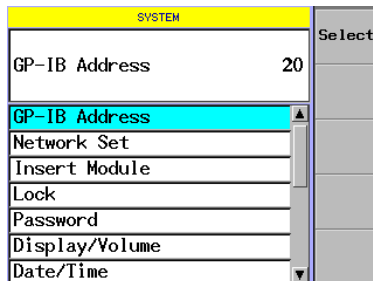 SYSTEM
Select
GP-IB Address 20
GP-IB Address
Network Set
Insert Module
Lock
Password
Display/Volume
Date/Time